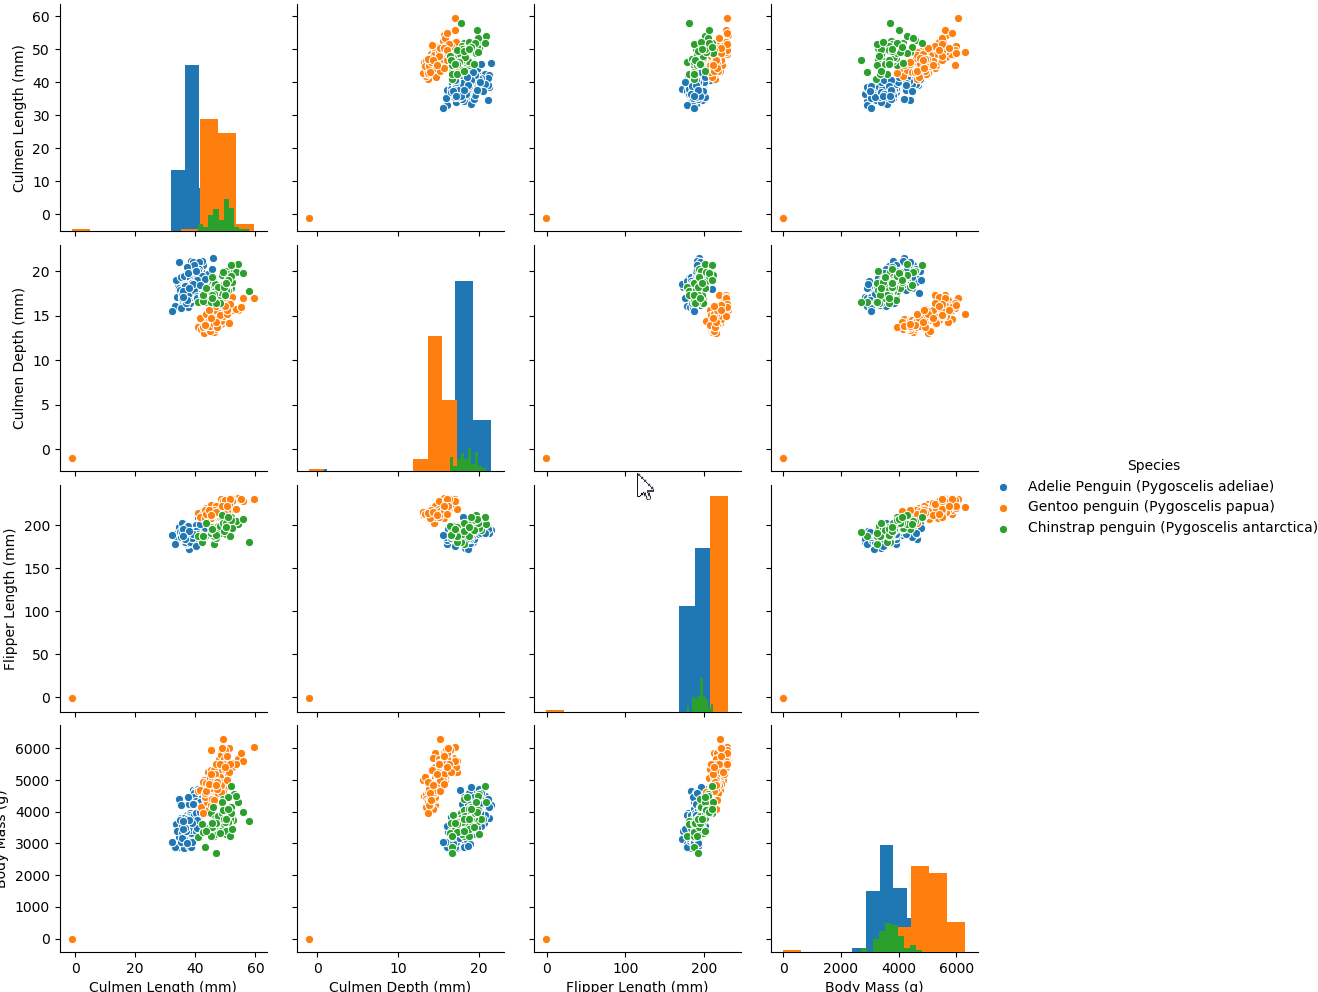 60
50
40
30
20
10
0
Culmen Length (mm)
20
15
10
5
0
Culmen Depth (mm)
200
150
100
50
0
Flipper Length (mm)
6000
5000
4000
3000
2000
1000
0
Body Mass (g)
0 20 40 60
0 10 20
0 100 200
0 2000 4000 6000
Culmen Length (mm)
Culmen Depth (mm)
Flipper Length (mm)
Body Mass (g)
Species
Adelie Penguin (Pygoscelis adeliae)
Gentoo penguin (Pygoscelis papua)
Chinstrap penguin (Pygoscelis antarctica)